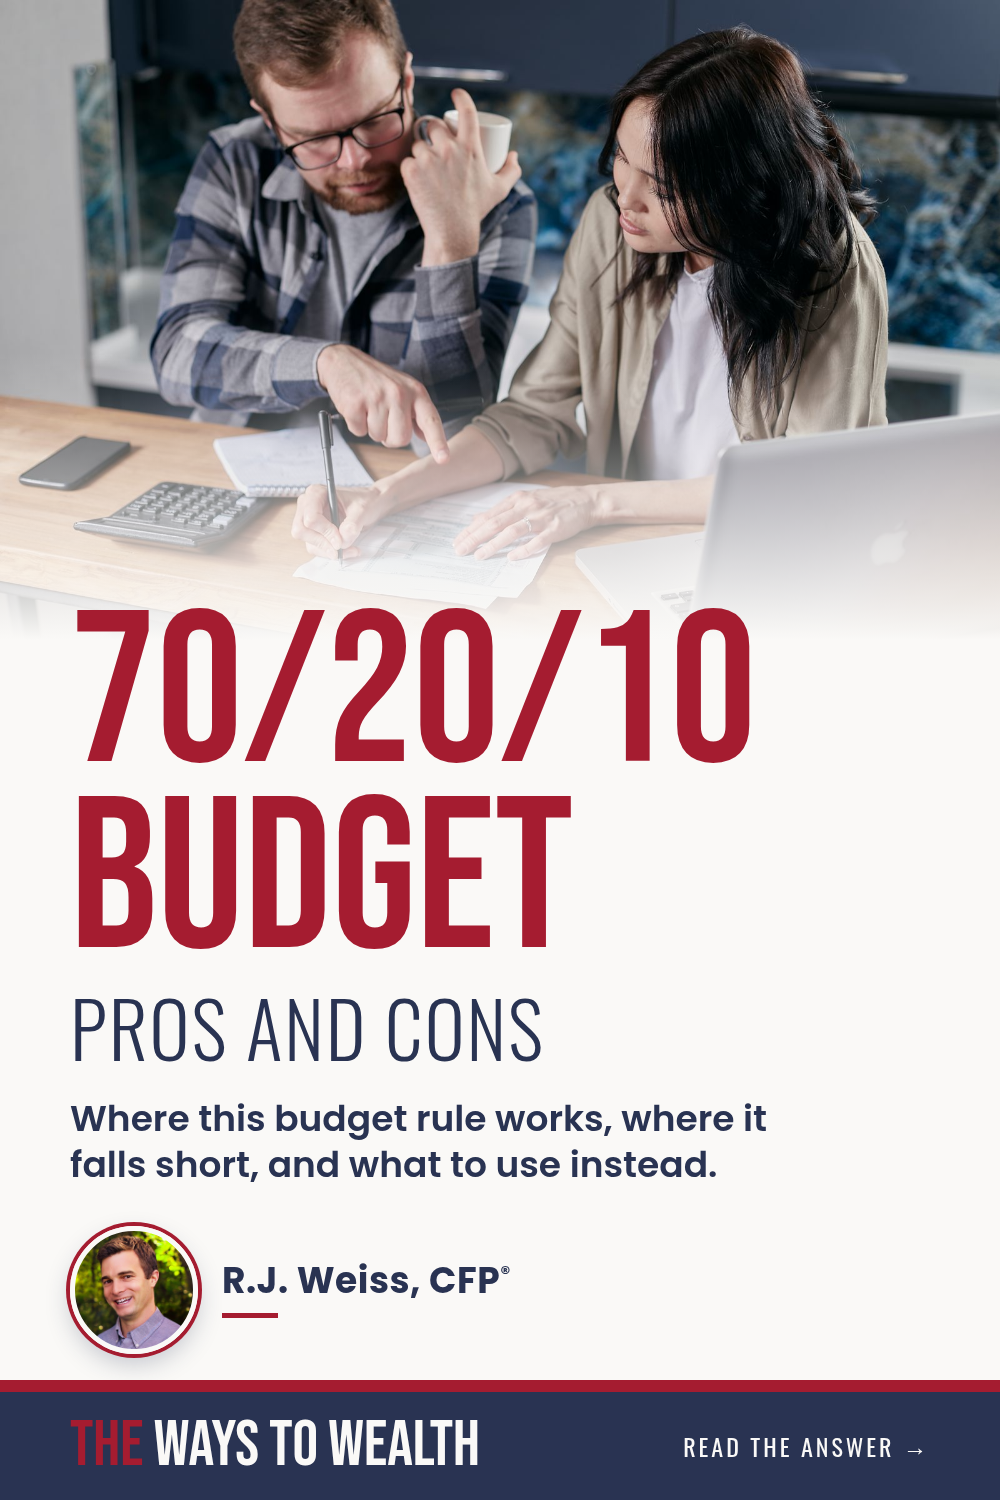 70/20/10
BUDGET
PROS AND CONS
Where this budget rule works, where it
falls short, and what to use instead.
R.J. Weiss, CFP®
THE WAYS TO WEALTH
READ THE ANSWER →